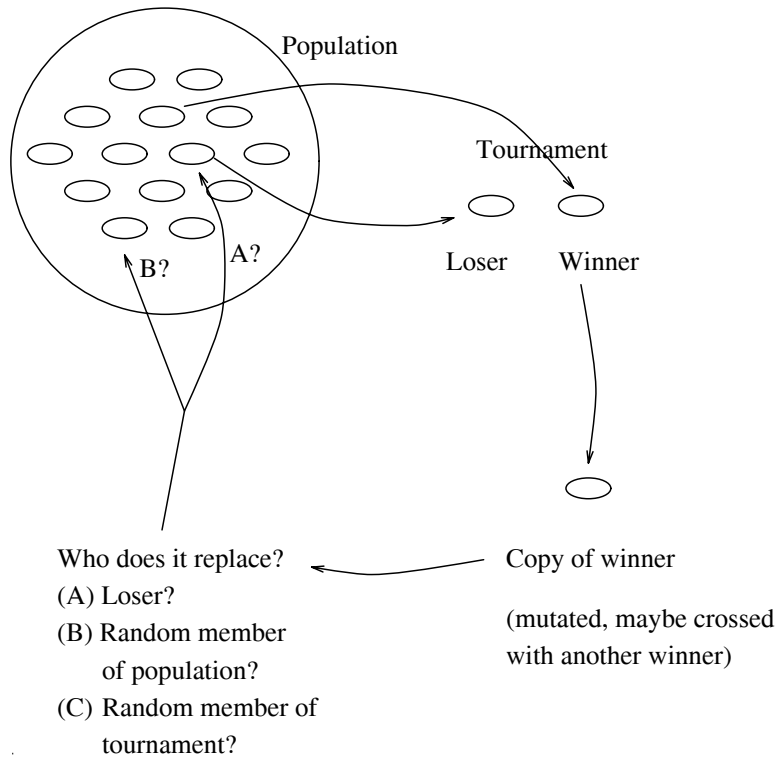 Population
Tournament
Loser
Winner
B?
A?
Who does it replace?
(A) Loser?
(B) Random member
of population?
(C) Random member of
tournament?
Copy of winner
(mutated, maybe crossed
with another winner)